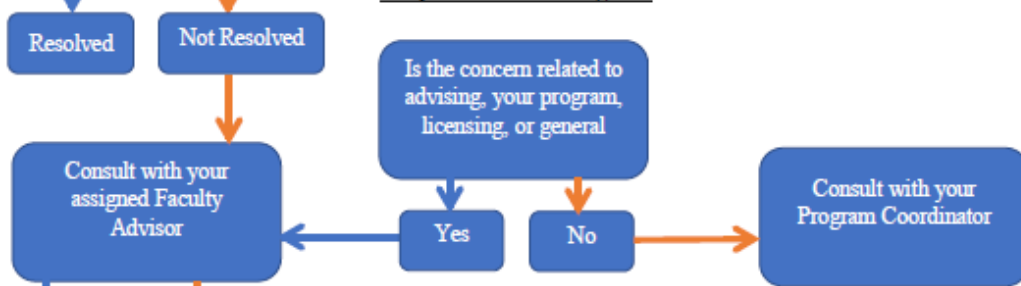 Resolved
Not Resolved
Is the concern related to
advising, your program,
licensing, or general
Consult with your
assigned Faculty
Advisor
Yes
No
Consult with your
Program Coordinator